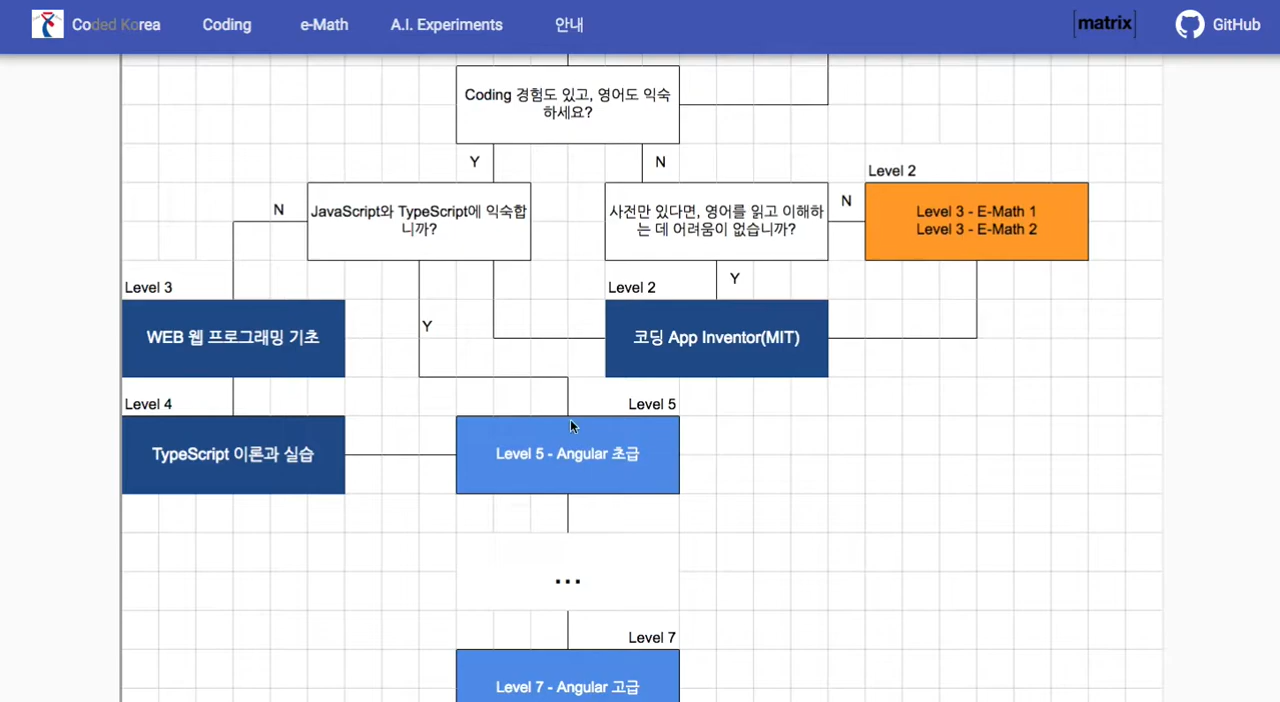 Coded Korea
Coding
e-Math
A.I. Experiments
안내
matrix
GitHub
Coding 경험도 있고, 영어도 익숙
하세요?
Y
N
Level 2
N
JavaScript와 TypeScript에 익숙합
니까?
사전만 있다면, 영어를 읽고 이해하
는 데 어려움이 없습니까?
N
Level 3 - E-Math 1
Level 3 - E-Math 2
Level 3
Y
Level 2
Y
WEB 웹 프로그래밍 기초
코딩 App Inventor(MIT)
Level 4
Level 5
TypeScript 이론과 실습
Level 5 - Angular 초급
...
Level 7
Level 7 - Angular 고급